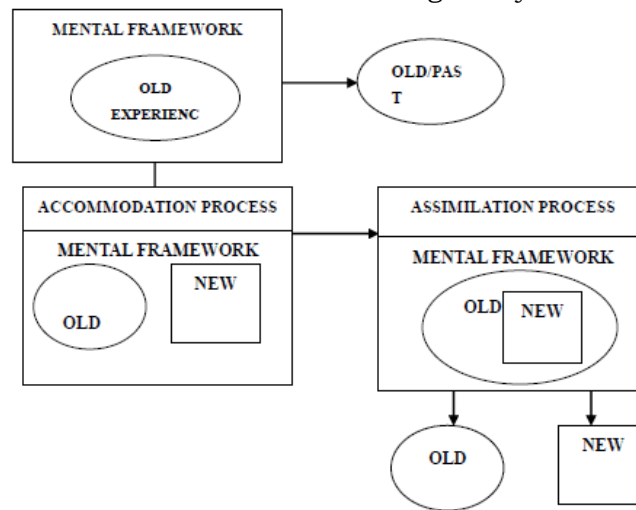 MENTAL FRAMEWORK
OLD
EXPERIENC
OLD/PAS
T
ACCOMMODATION PROCESS
MENTAL FRAMEWORK
OLD
NEW
ASSIMILATION PROCESS
MENTAL FRAMEWORK
OLD
NEW
OLD
NEW